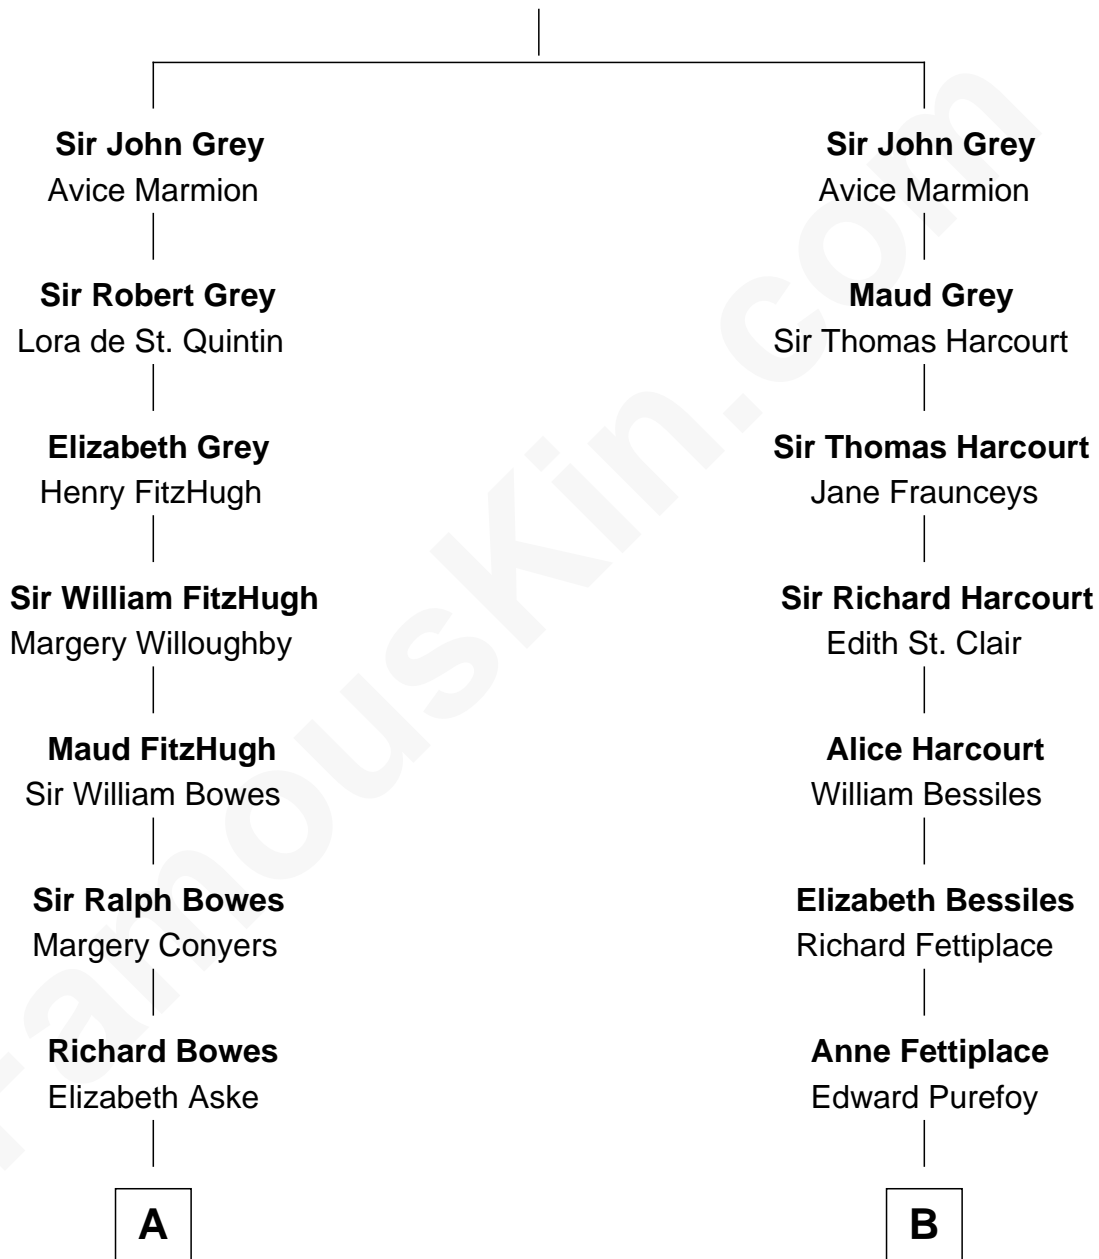 Sir John Grey
Avice Marmion
Sir Robert Grey
Lora de St. Quintin
Elizabeth Grey
Henry FitzHugh
Sir William FitzHugh
Margery Willoughby
Maud FitzHugh
Sir William Bowes
Sir Ralph Bowes
Margery Conyers
Richard Bowes
Elizabeth Aske
A
Sir John Grey
Avice Marmion
Maud Grey
Sir Thomas Harcourt
Sir Thomas Harcourt
Jane Fraunceys
Sir Richard Harcourt
Edith St. Clair
Alice Harcourt
William Bessiles
Elizabeth Bessiles
Richard Fettiplace
Anne Fettiplace
Edward Purefoy
B
FamousKin.com